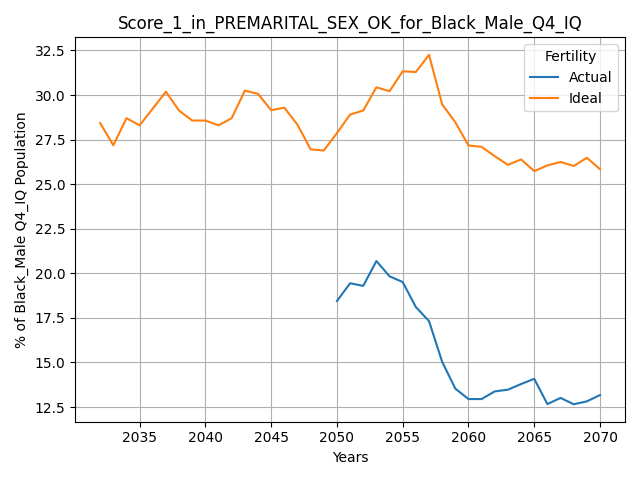 Score_1_in_PREMARITAL_SEX_OK_for_Black_Male_Q4_IQ
% of Black_Male Q4_IQ Population
32.5
30.0
27.5
25.0
22.5
20.0
17.5
15.0
12.5
Fertility
Actual
Ideal
2035 2040 2045 2050 2055 2060 2065 2070
Years